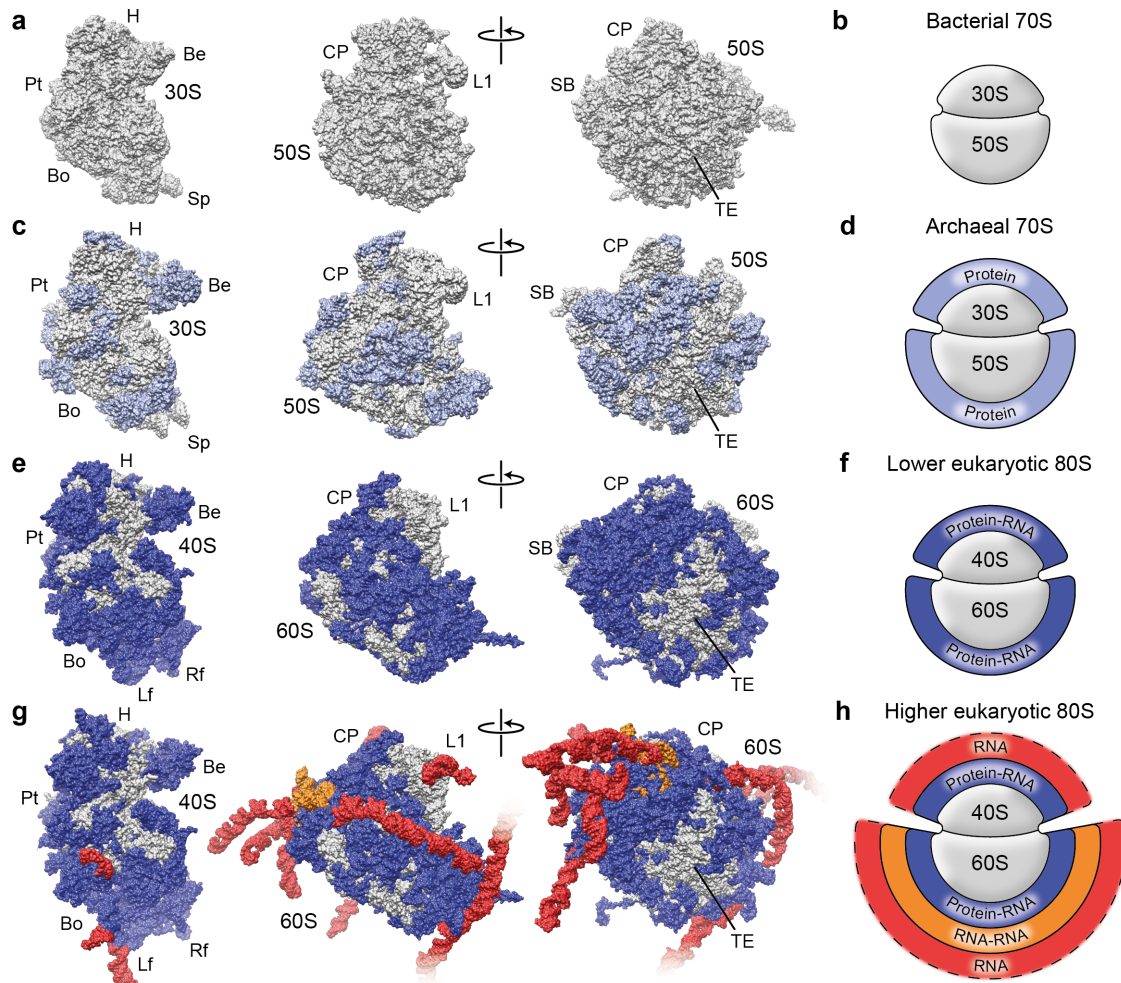 a
H
Be
Pt
30S
Bo
Sp
CP
L1
50S
CP
50S
SB
TE
b
Bacterial 70S
30S
50S
c
H
Pt
Be
30S
Bo
Sp
CP
L1
50S
CP
50S
SB
TE
d
Archaeal 70S
Protein
30S
50S
Protein
e
H
Be
Pt
40S
Bo
Rf
Lf
CP
L1
60S
CP
60S
SB
TE
f
Lower eukaryotic 80S
Protein-RNA
40S
60S
Protein-RNA
g
H
Be
Pt
40S
Bo
Rf
Lf
CP
L1
60S
CP
60S
TE
h
Higher eukaryotic 80S
RNA
Protein-RNA
40S
60S
Protein-RNA
RNA-RNA
RNA